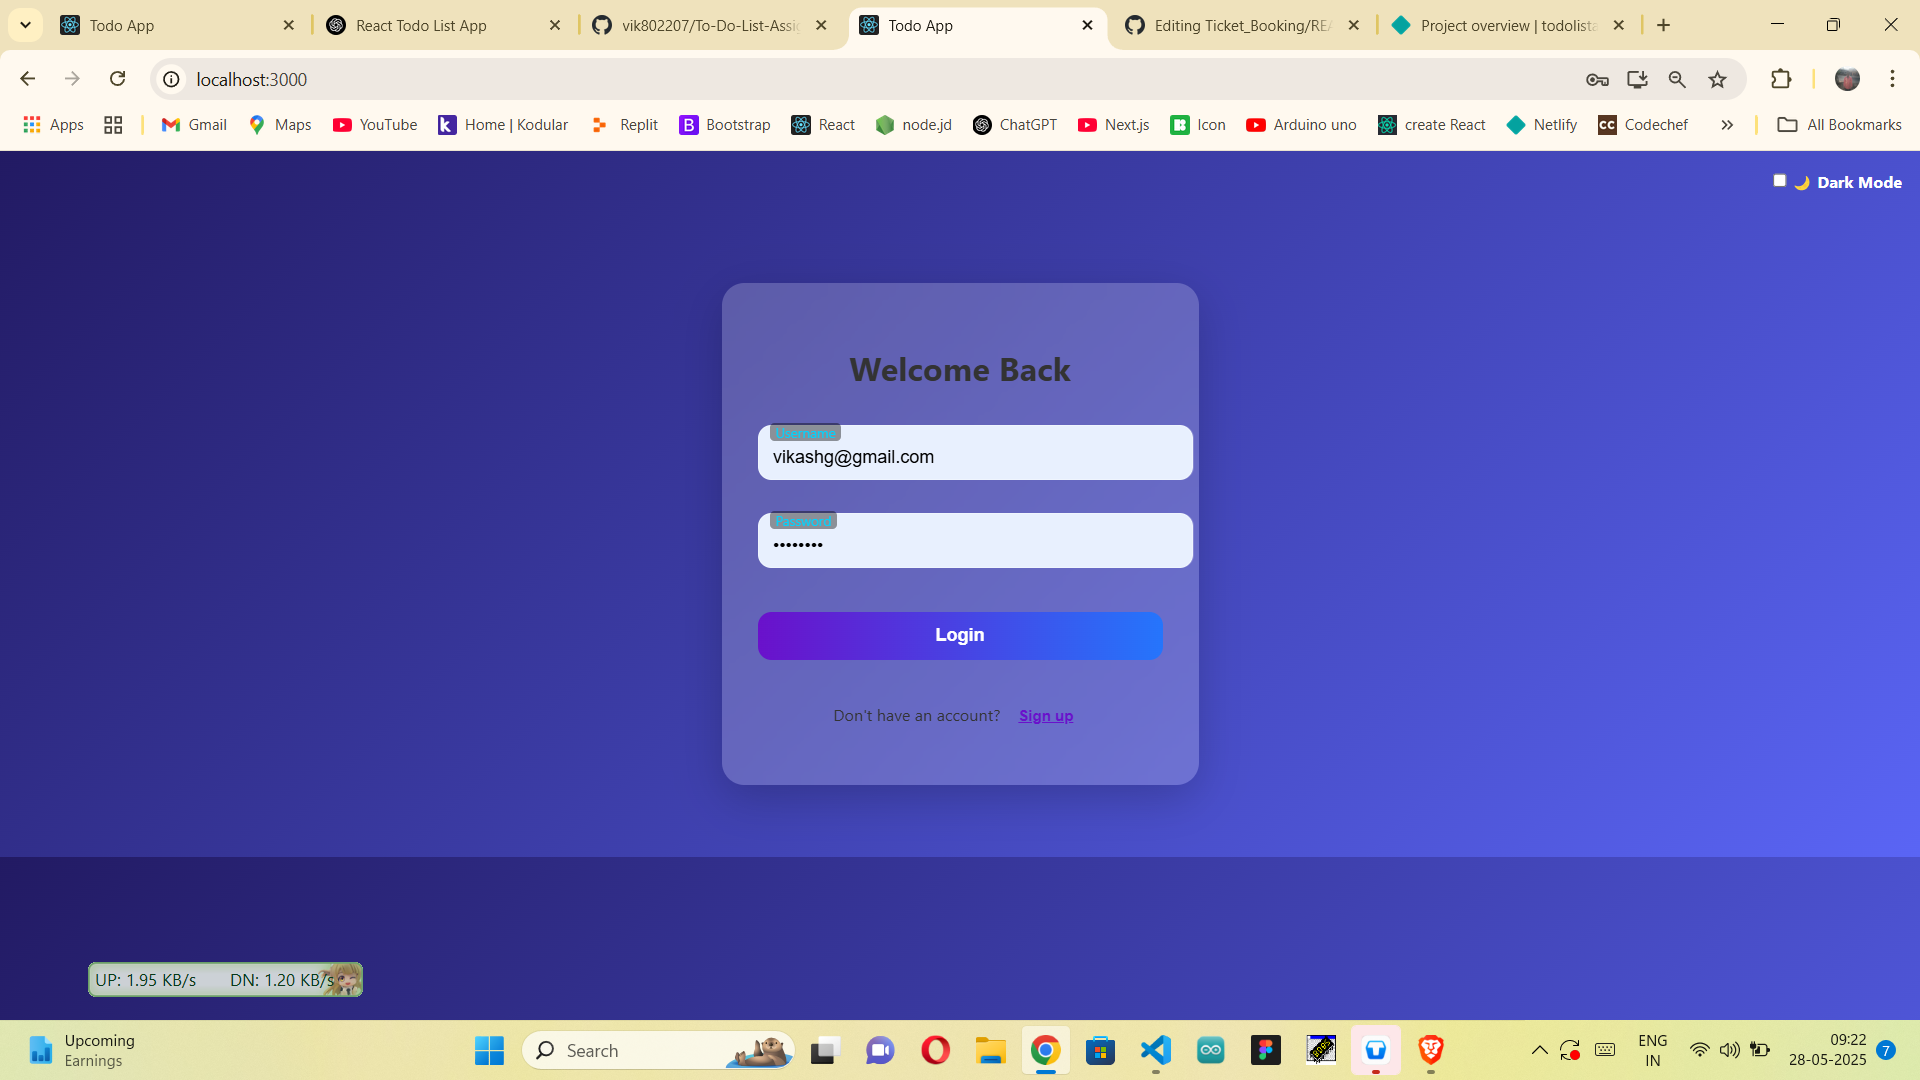 Todo App
React Todo List App
vik802207/To-Do-List-Assig
Todo App
Editing Ticket_Booking/REA
Project overview | todolista
localhost:3000
Apps
Gmail
Maps
YouTube
Home | Kodular
Replit
Bootstrap
React
node.jd
ChatGPT
Next.js
Icon
Arduino uno
create React
Netlify
Codechef
All Bookmarks
Dark Mode
Welcome Back
Username
vikashg@gmail.com
Password
Login
Don't have an account? Sign up
UP: 1.95 KB/s DN: 1.20 KB/s
Upcoming
Earnings
Search
ENG
IN
09:22
28-05-2025
7